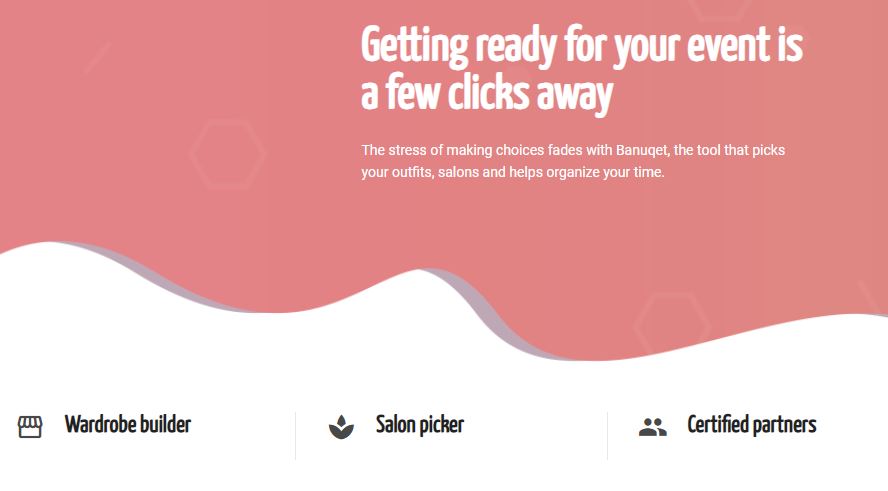 Getting ready for your event is
a few clicks away
The stress of making choices fades with Banuqet, the tool that picks
your outfits, salons and helps organize your time.
Wardrobe builder
Salon picker
Certified partners